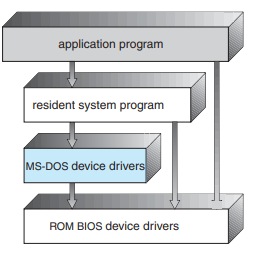 application program
resident system program
MS-DOS device drivers
ROM BIOS device drivers